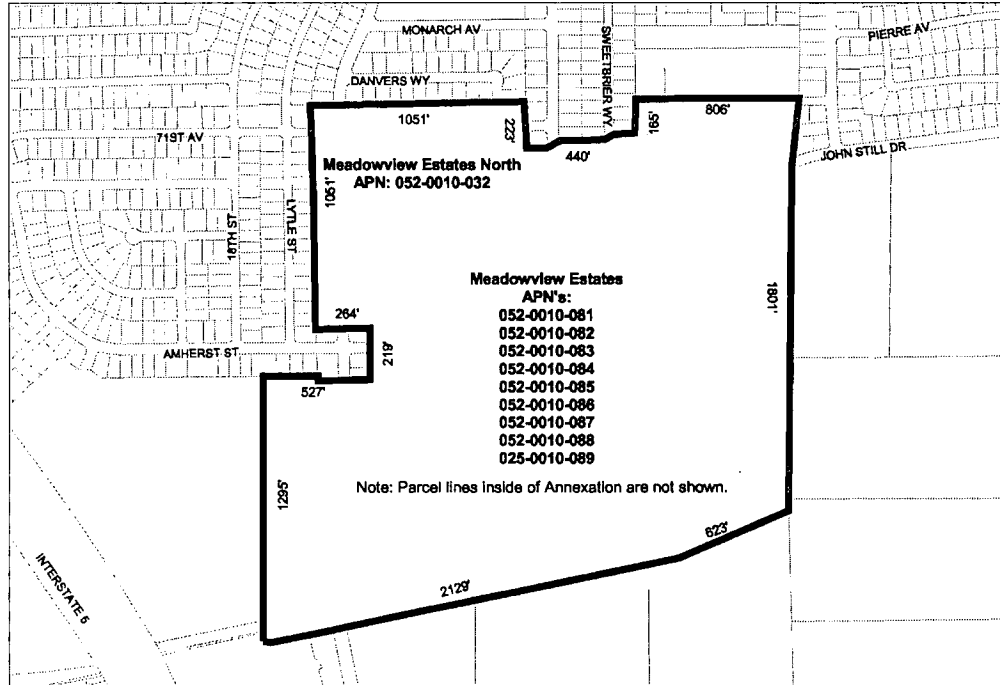 MONARCH AV
SWEETBRIER WY
PIERRE AV
DANVERS WY
1051'
223'
165'
806'
71ST AV
440'
JOHN STILL DR
Meadowview Estates North
APN: 052-0010-032
1051'
18TH ST
LYTLE ST
Meadowview Estates
APN's:
052-0010-081
052-0010-082
052-0010-083
052-0010-084
052-0010-085
052-0010-086
052-0010-087
052-0010-088
025-0010-089
1801'
264'
219'
AMHERST ST
527'
Note: Parcel lines inside of Annexation are not shown.
1295'
623'
INTERSTATE 5
2129'